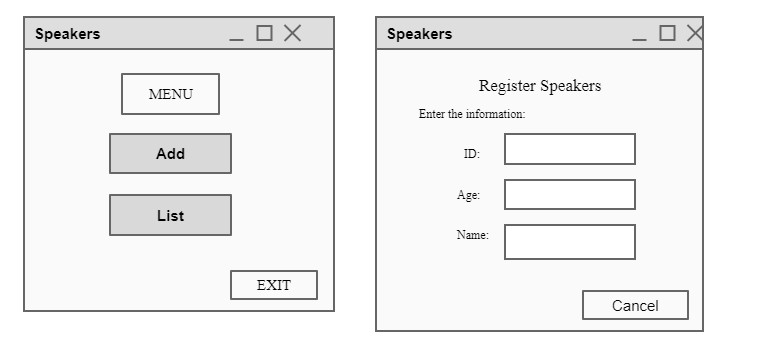 Speakers
MENU
Add
List
EXIT
Speakers
Register Speakers
Enter the information:
ID:
Age:
Name:
Cancel